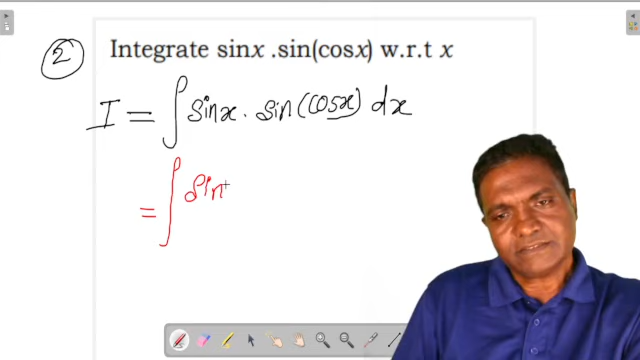 ② Integrate sinx .sin(cosx) w.r.t x
I = ∫ sinx · sin (cosx) dx
= ∫ sin